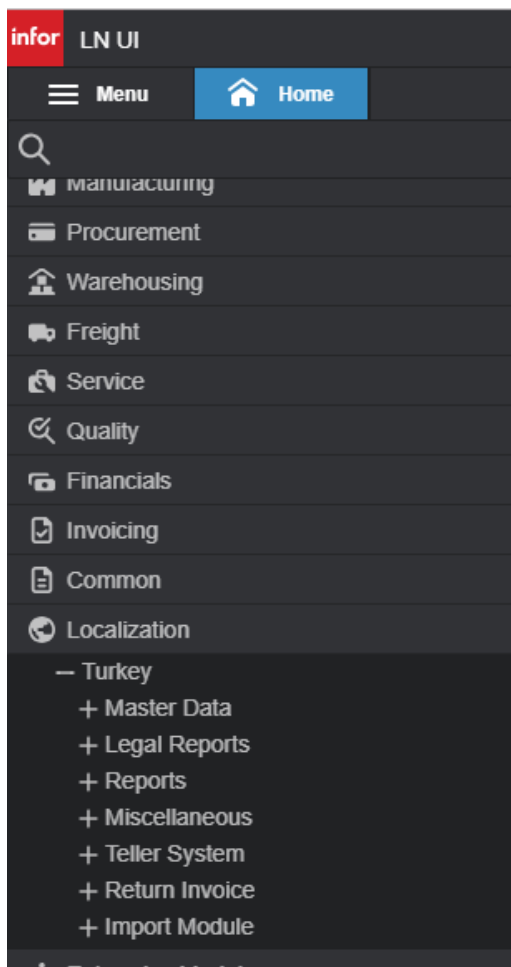 infor LN UI
Menu Home
Manufacturing
Procurement
Warehousing
Freight
Service
Quality
Financials
Invoicing
Common
Localization
Turkey
Master Data
Legal Reports
Reports
Miscellaneous
Teller System
Return Invoice
Import Module